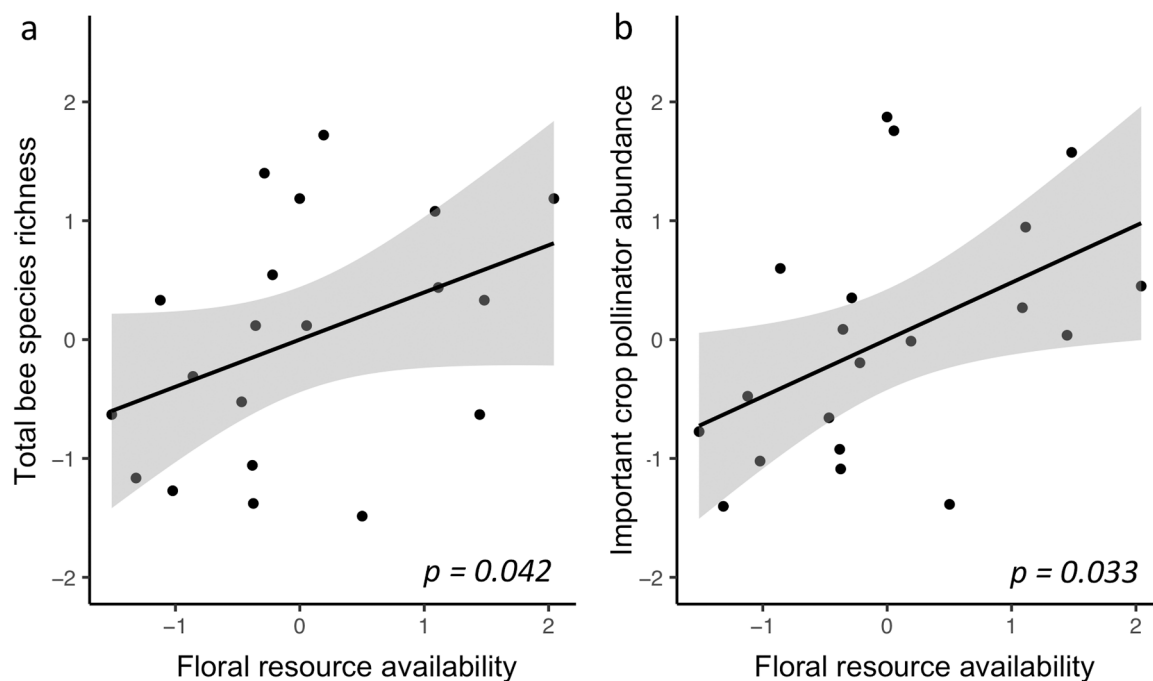 a
Total bee species richness
2
1
0
−1
−2
p = 0.042
−1
0
1
2
Floral resource availability
b
Important crop pollinator abundance
2
1
0
-1
-2
p = 0.033
−1
0
1
2
Floral resource availability